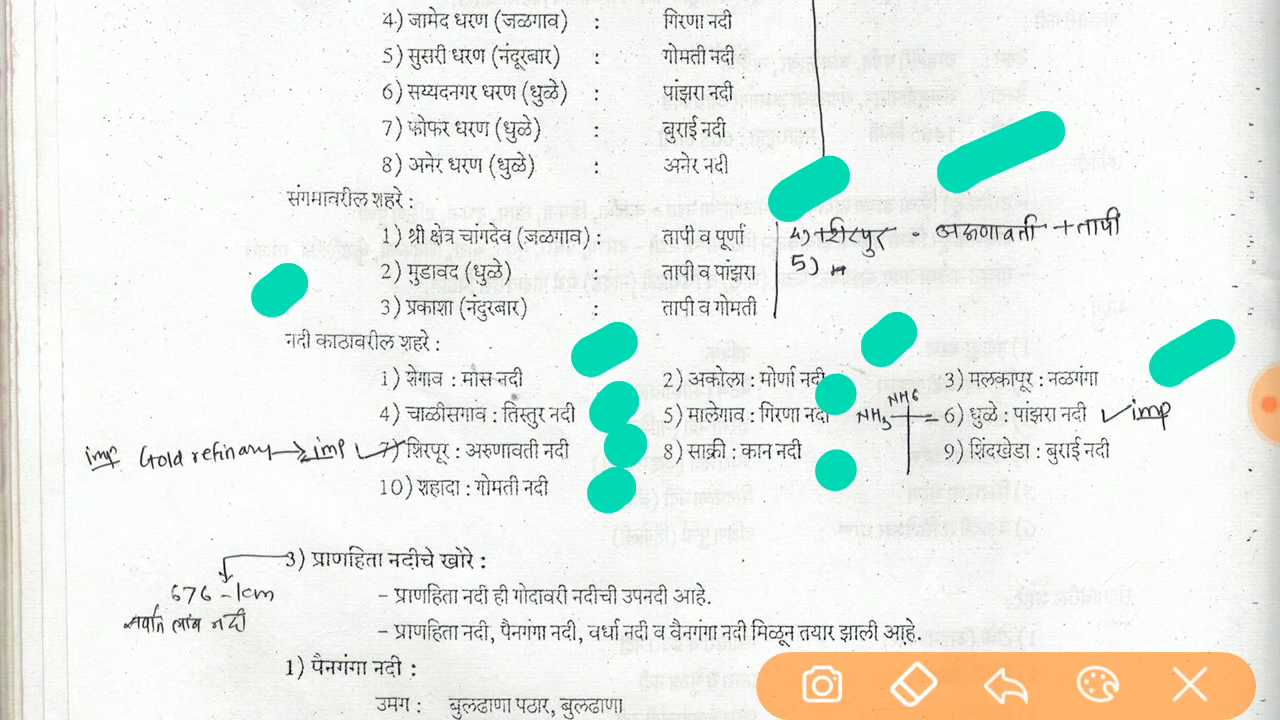 4) जामेद धरण (जळगाव) : गिरणा नदी
5) सुसरी धरण (नंदूरबार) : गोमती नदी
6) सय्यदनगर धरण (धुळे) : पांझरा नदी
7) फोफर धरण (धुळे) : बुराई नदी
8) अनेर धरण (धुळे) : अनेर नदी
संगमावरील शहरे :
1) श्री क्षेत्र चांगदेव (जळगाव) : तापी व पूर्णा 4) शिरपुर - अरूणावती + तापी
2) मुडावद (धुळे) : तापी व पांझरा 5)
3) प्रकाशा (नंदुरबार) : तापी व गोमती
नदी काठावरील शहरे :
1) शेगाव : मास नदी 2) अकोला : मोर्णा नदी 3) मलकापूर : नळगंगा
NH6
4) चाळीसगाव : तिस्तुर नदी 5) मालेगाव : गिरणा नदी NH3 6) धुळे : पांझरा नदी imp
imp Gold refinary imp 7) शिरपूर : अरुणावती नदी 8) साक्री : कान नदी 9) शिंदखेडा : बुराई नदी
10) शहादा : गोमती नदी
3) प्राणहिता नदीचे खोरे :
676 - km
- प्राणहिता नदी ही गोदावरी नदीची उपनदी आहे.
लांब नदी
- प्राणहिता नदी, पैनगंगा नदी, वर्धा नदी व वैनगंगा नदी मिळून तयार झाली आहे.
1) पैनगंगा नदी :
उमग : बुलढाणा पठार, बुलढाणा